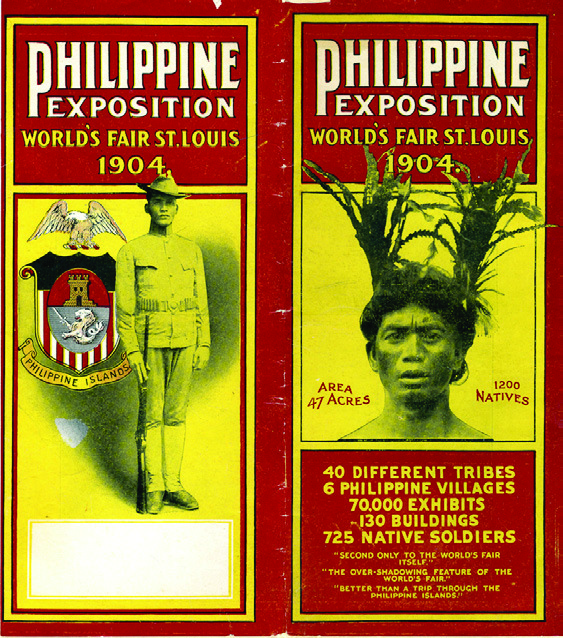 PHILIPPINE
EXPOSITION
WORLD'S FAIR ST. LOUIS
1904.
PHILIPPINE ISLANDS
PHILIPPINE
EXPOSITION
WORLD'S FAIR ST. LOUIS
1904.
AREA
47 ACRES
1200
NATIVES
40 DIFFERENT TRIBES
6 PHILIPPINE VILLAGES
70.000 EXHIBITS
130 BUILDINGS
725 NATIVE SOLDIERS
"SECOND ONLY TO THE WORLD'S FAIR
ITSELF."
"THE OVER-SHADOWING FEATURE OF THE
WORLD'S FAIR."
"BETTER THAN A TRIP THROUGH THE
PHILIPPINE ISLANDS."